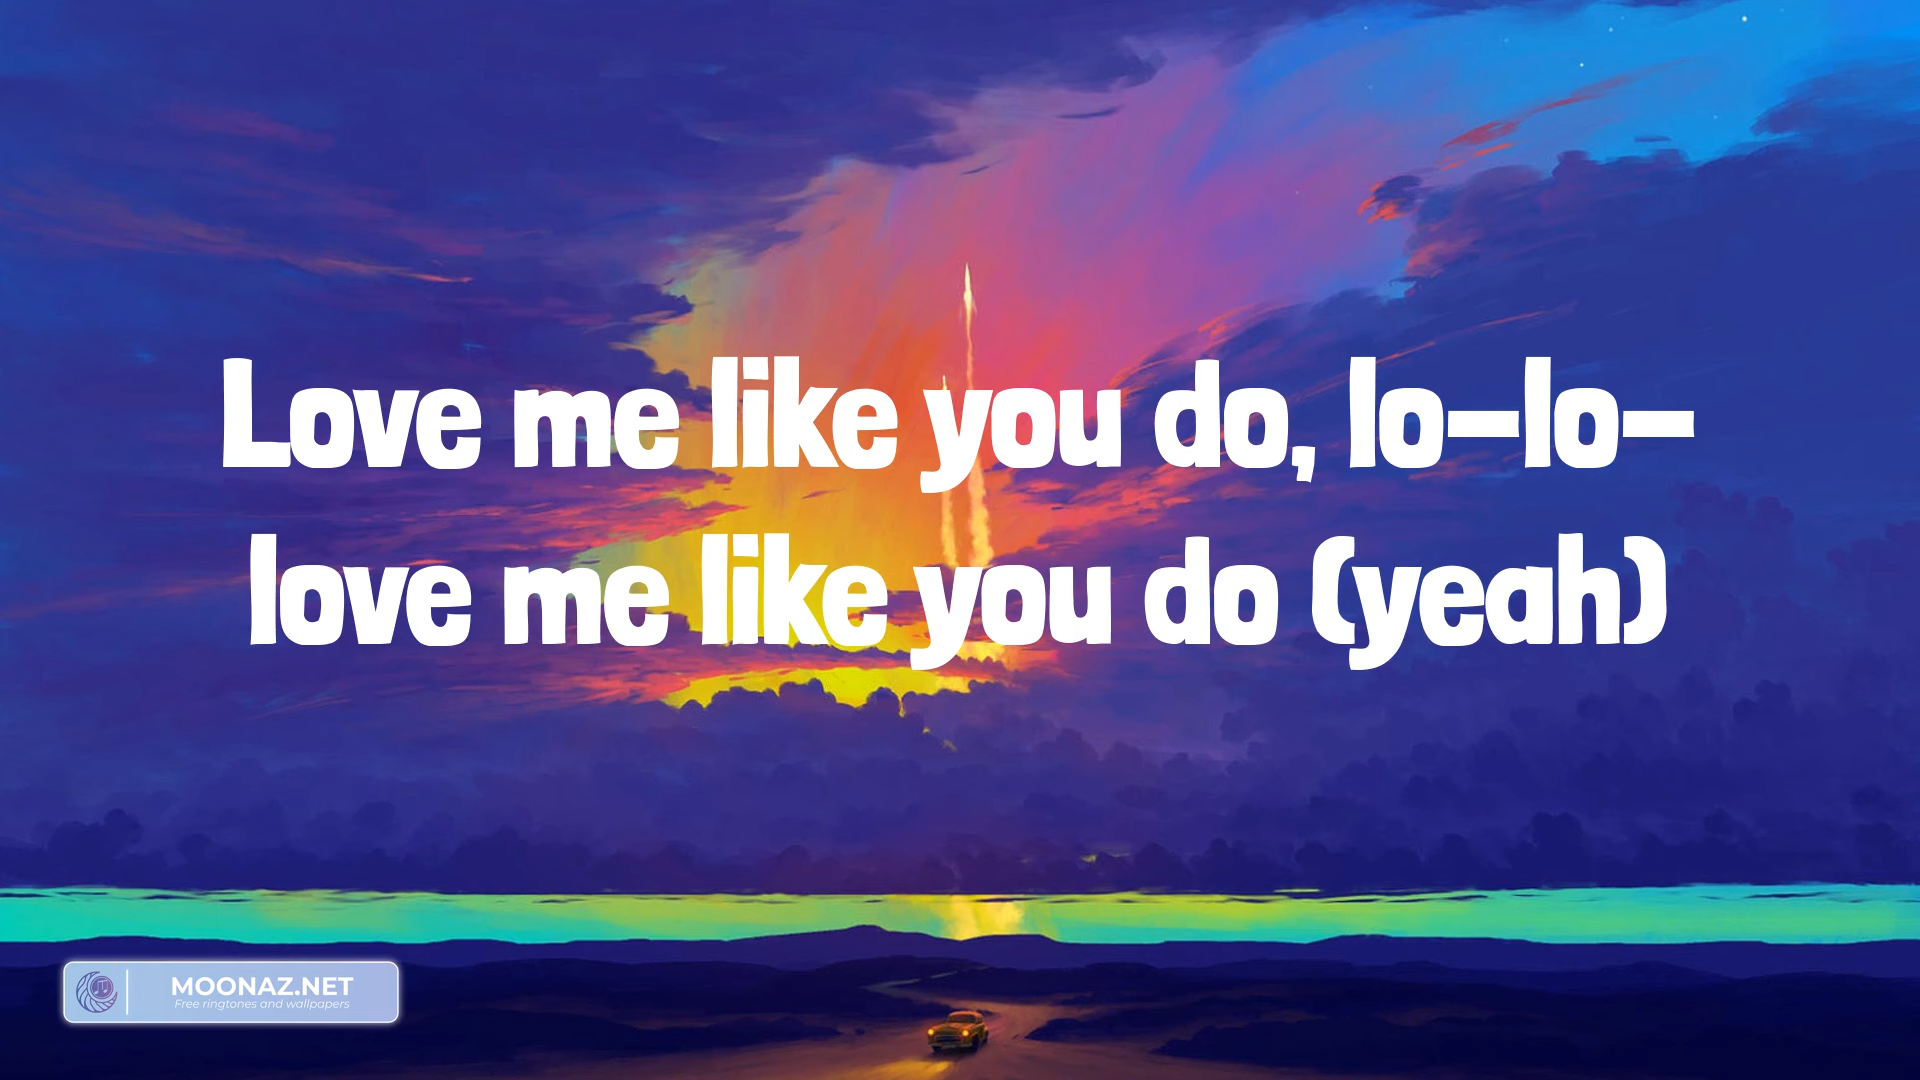 Love me like you do, lo-lo-
love me like you do (yeah)
MOONAZ.NET
Free ringtones and wallpapers